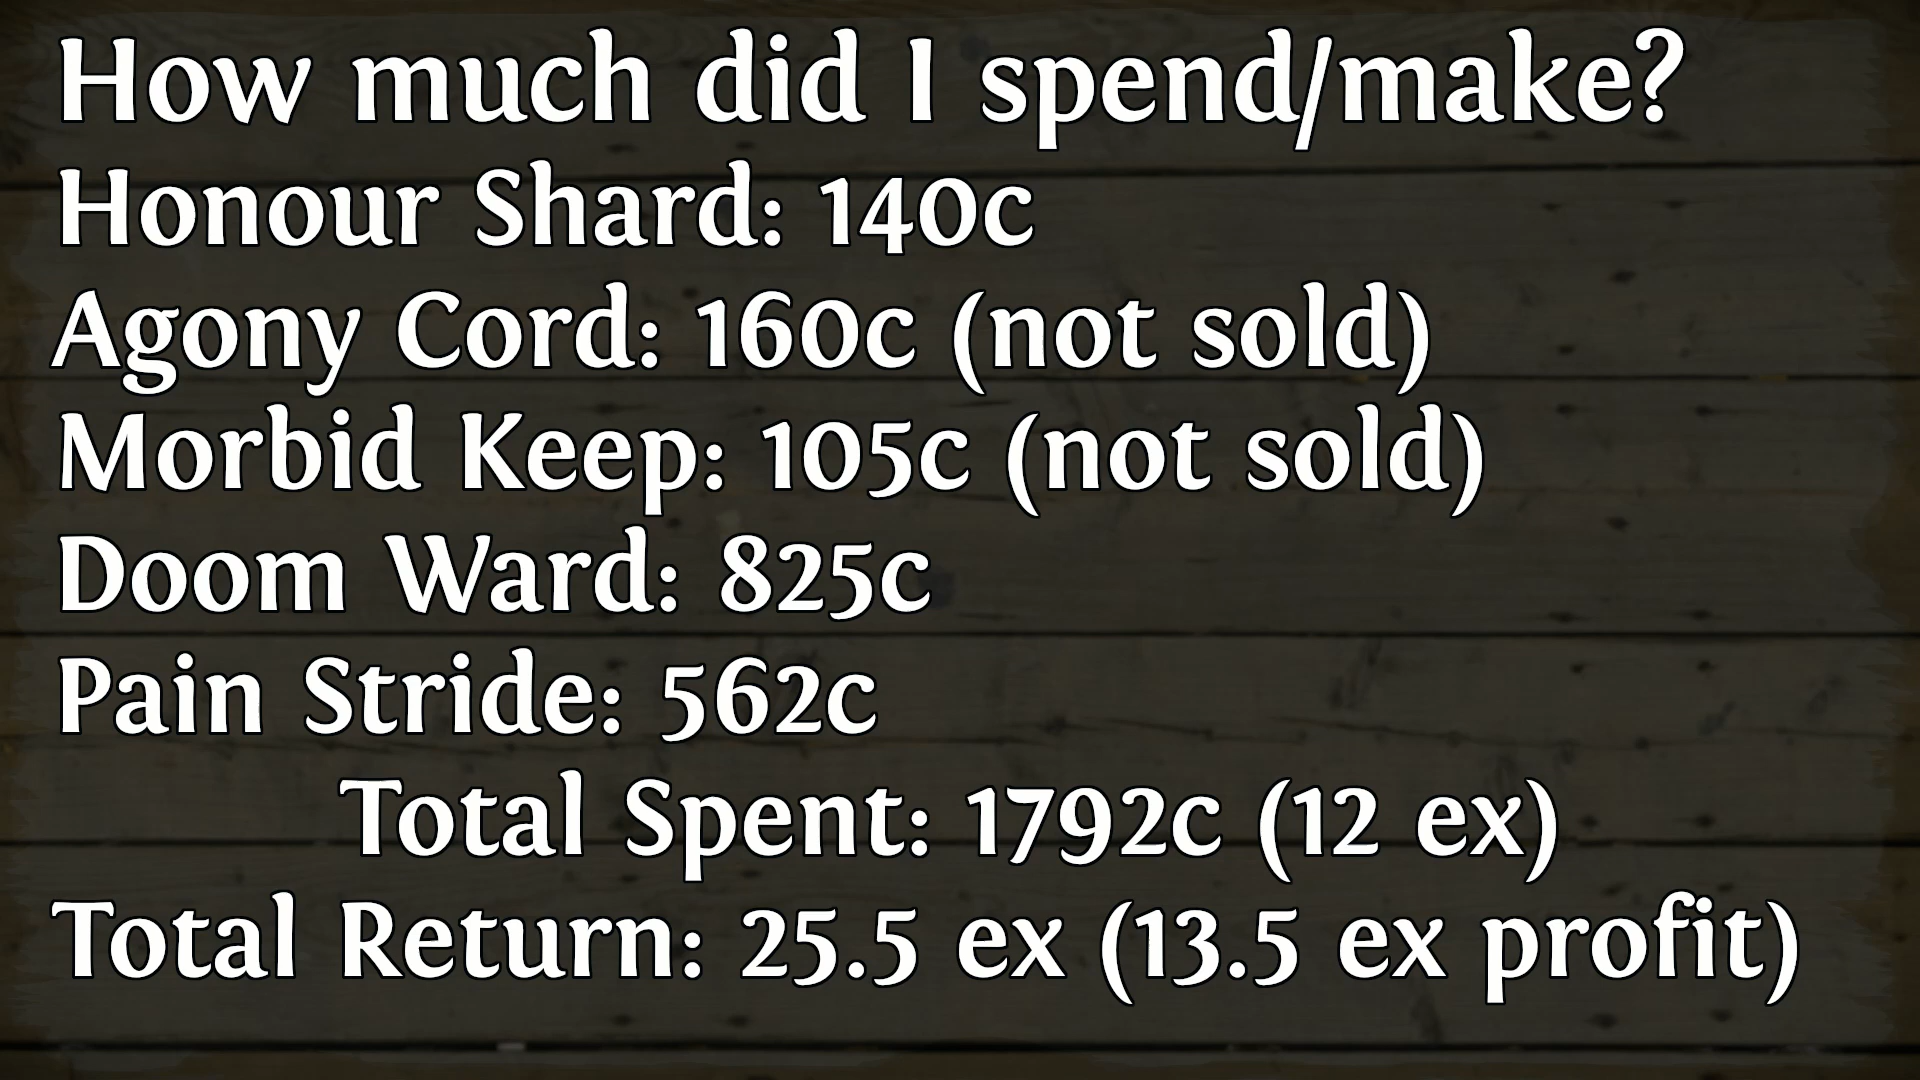 How much did I spend/make?
Honour Shard: 140c
Agony Cord: 160c (not sold)
Morbid Keep: 105c (not sold)
Doom Ward: 825c
Pain Stride: 562c
Total Spent: 1792c (12 ex)
Total Return: 25.5 ex (13.5 ex profit)